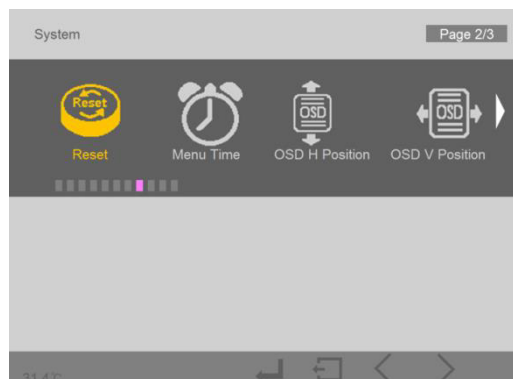 System
Page 2/3
Reset
OSD
OSD
Reset
Menu Time
OSD H Position
OSD V Position